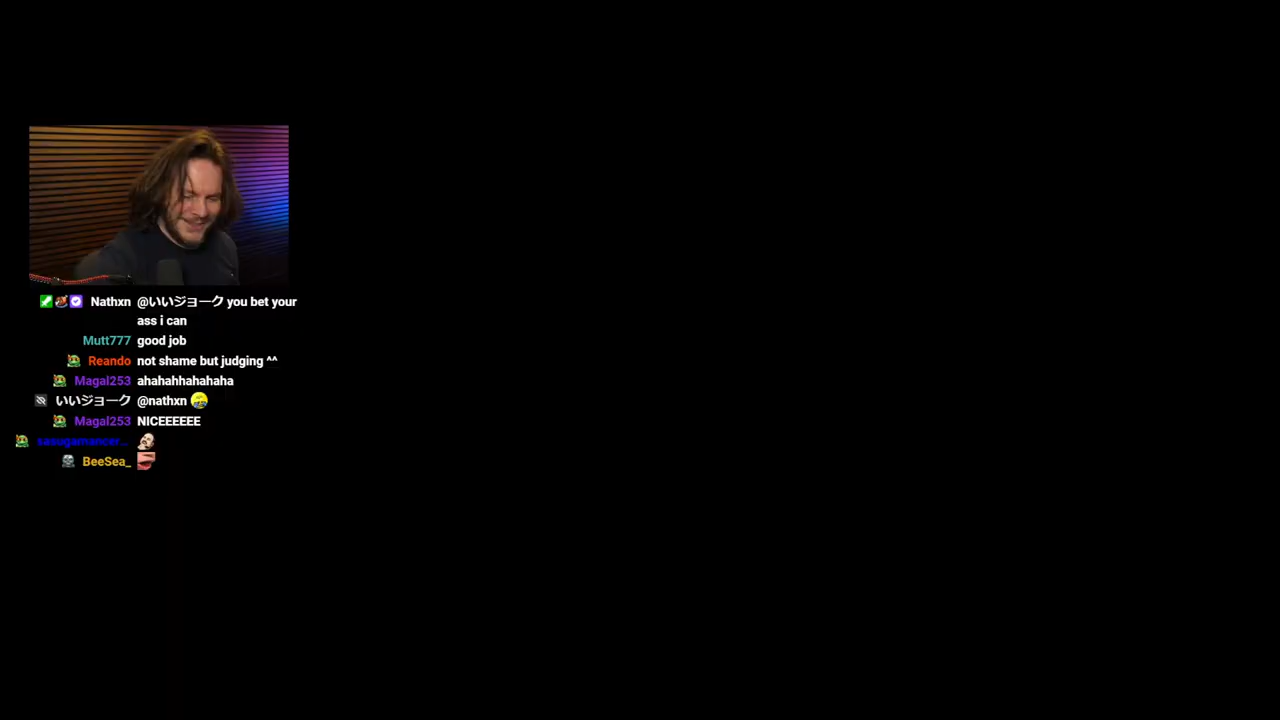 Nathxn @いいジョーク you bet your
ass i can
Mutt777 good job
Reando not shame but judging ^^
Magal253 ahahahhahahaha
いいジョーク @nathxn
Magal253 NICEEEEEE
BeeSea_